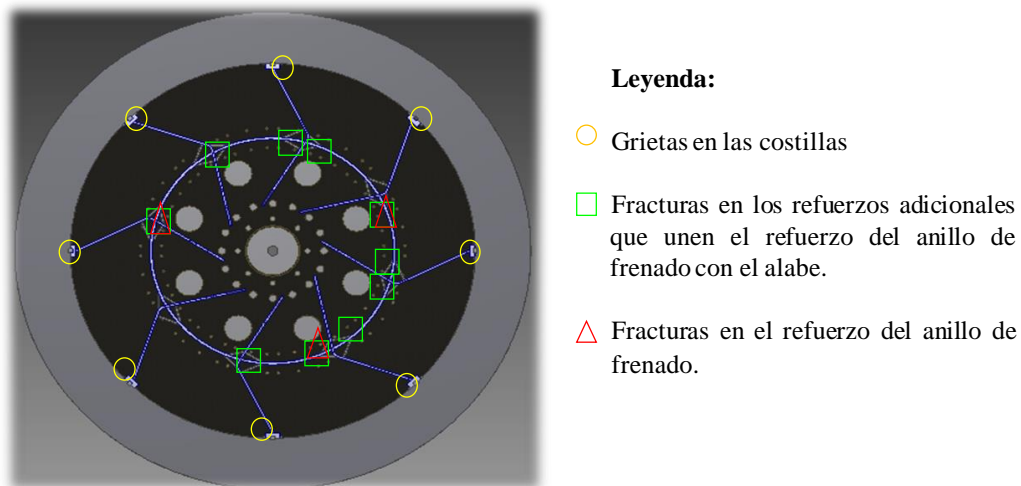 Leyenda:
Grietas en las costillas
Fracturas en los refuerzos adicionales
que unen el refuerzo del anillo de
frenado con el alabe.
Fracturas en el refuerzo del anillo de
frenado.